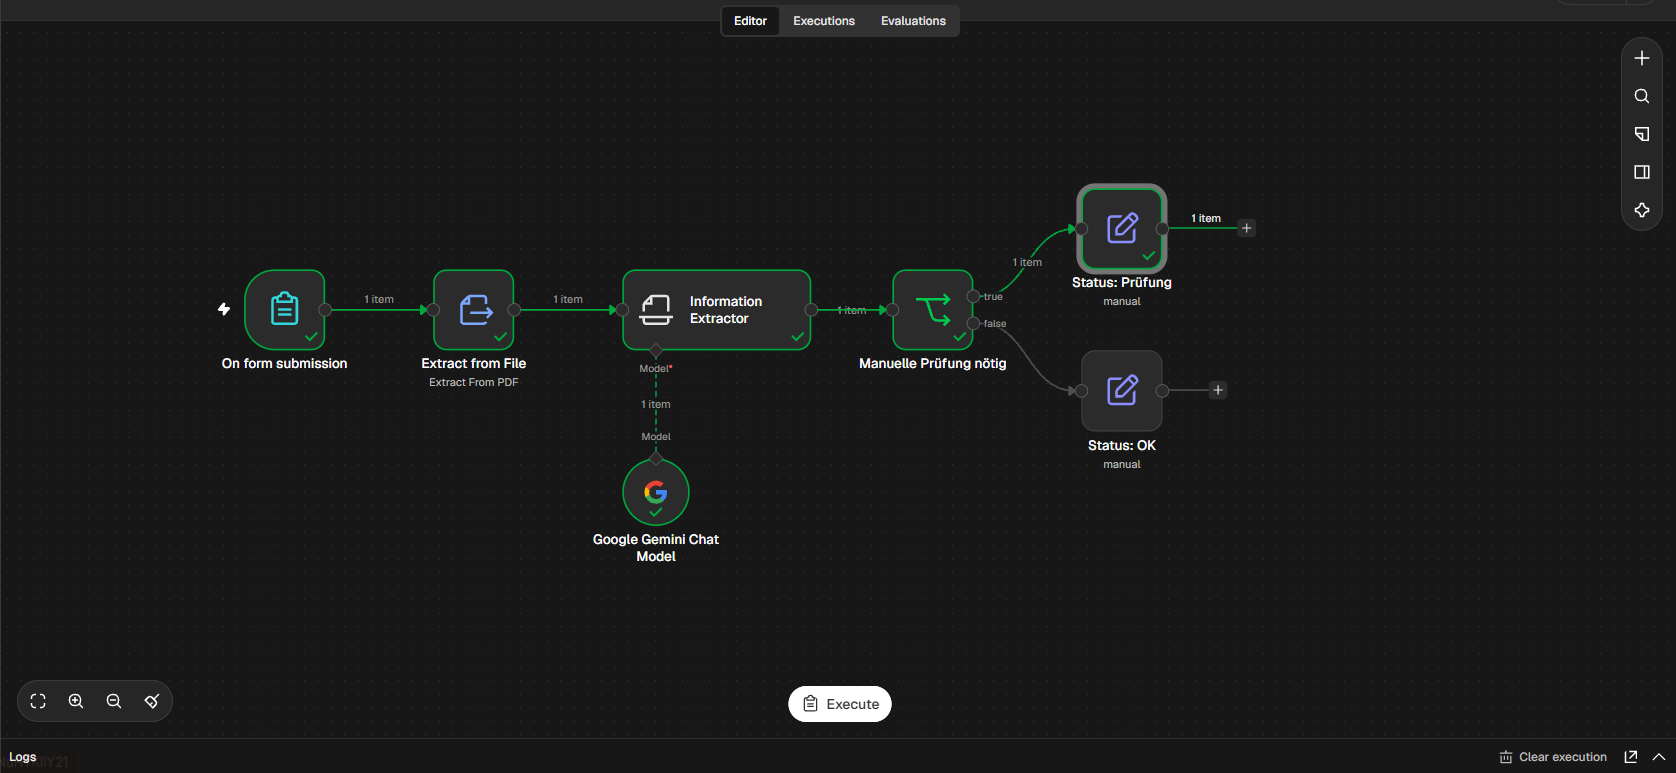 Editor
Executions
Evaluations
1 item
1 item
1 item
1 item
1 item
true
false
Status: Prüfung
manual
Information
Extractor
On form submission
Extract from File
Extract From PDF
Manuelle Prüfung nötig
Model*
1 item
Model
Status: OK
manual
Google Gemini Chat
Model
Execute
Logs
Clear execution